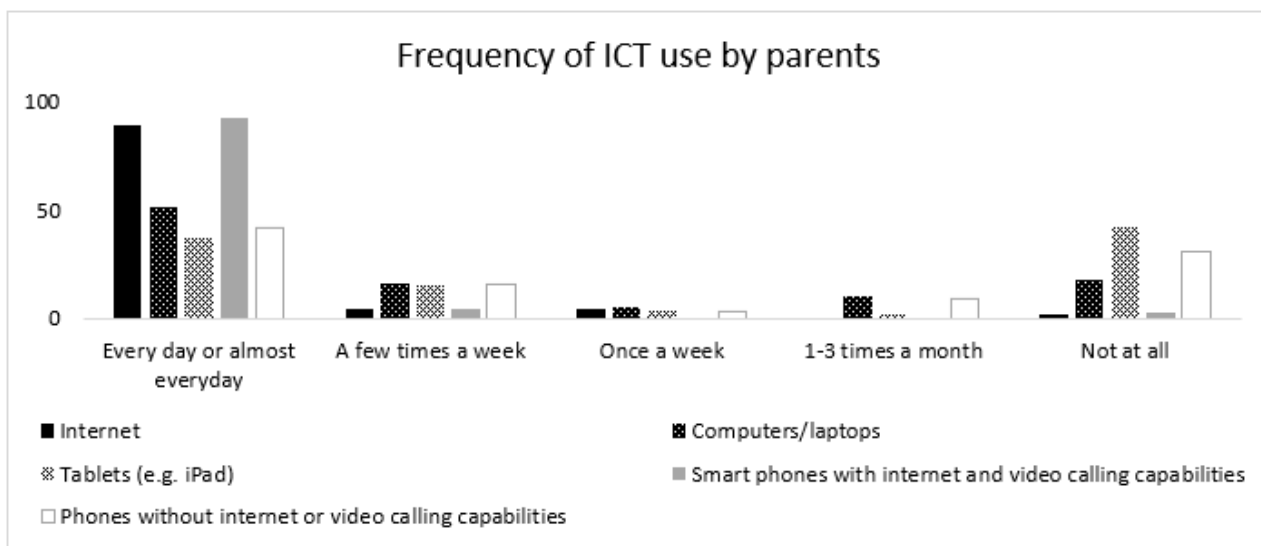 Frequency of ICT use by parents
100
50
0
Every day or almost
everyday
A few times a week
Once a week
1-3 times a month
Not at all
Internet
Computers/laptops
Tablets (e.g. iPad)
Smart phones with internet and video calling capabilities
Phones without internet or video calling capabilities